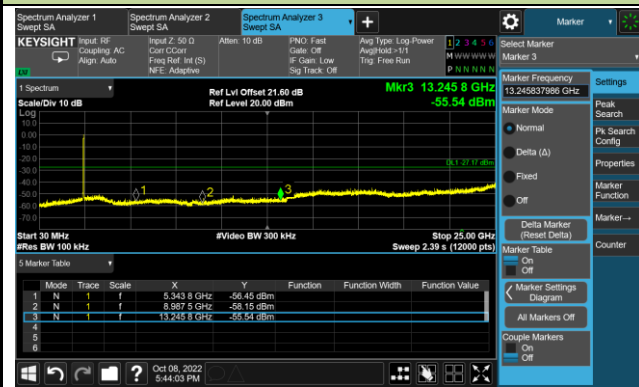 Spectrum Analyzer 1
Swept SA
Spectrum Analyzer 2
Swept SA
Spectrum Analyzer 3
Swept SA
Marker
KEYSIGHT
Input: RF
Coupling: AC
Align: Auto
Input Z: 50 Ω
Corr CCorr
Freq Ref: Int (S)
NFE: Adaptive
Atten: 10 dB
PNO: Fast
Gate: Off
IF Gain: Low
Sig Track: Off
Avg Type: Log-Power
Avg|Hold:>1/1
Trig: Free Run
1 2 3 4 5 6
M W W W W W
P N N N N N
LVI
Select Marker
Marker 3
1 Spectrum
Scale/Div 10 dB
Log
Ref Lvl Offset 21.60 dB
Ref Level 20.00 dBm
Mkr3 13.245 8 GHz
-55.54 dBm
10.0
0.00
-10.0
-20.0
-30.0
-40.0
-50.0
-60.0
-70.0
DL1 -27.17 dBm
1
2
3
Start 30 MHz
#Res BW 100 kHz
#Video BW 300 kHz
Stop 25.00 GHz
Sweep 2.39 s (12000 pts)
5 Marker Table
Mode Trace Scale X Y Function Function Width Function Value
1 N 1 f 5.343 8 GHz -56.45 dBm
2 N 1 f 8.987 5 GHz -58.15 dBm
3 N 1 f 13.245 8 GHz -55.54 dBm
4
5
6
Marker Frequency
13.245837986 GHz
Marker Mode
Normal
Delta (Δ)
Fixed
Off
Delta Marker
(Reset Delta)
Marker Table
On
Off
Marker Settings
Diagram
All Markers Off
Couple Markers
On
Off
Settings
Peak
Search
Pk Search
Config
Properties
Marker
Function
Marker→
Counter
?
Oct 08, 2022
5:44:03 PM